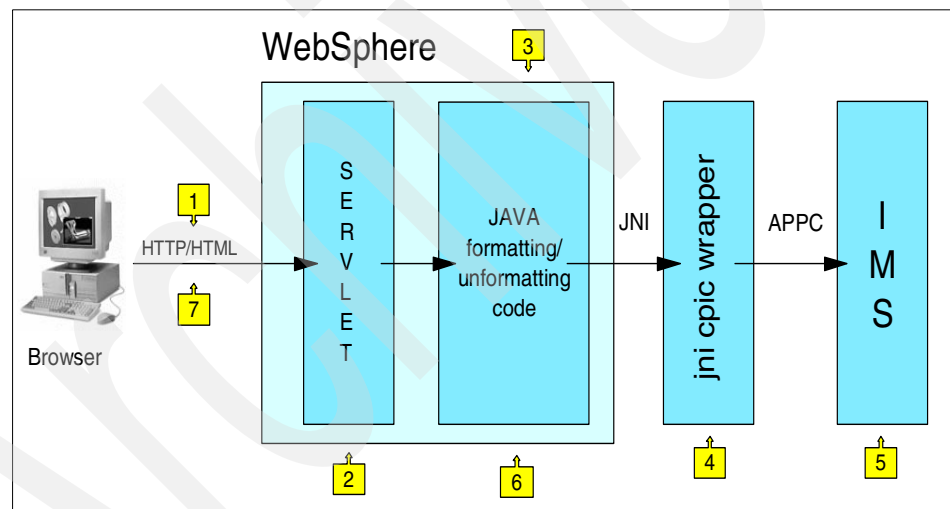 WebSphere
3
1
HTTP/HTML
7
Browser
S
E
R
V
L
E
T
2
JAVA
formatting/
unformatting
code
6
JNI
jni cpic wrapper
4
APPC
I
M
S
5